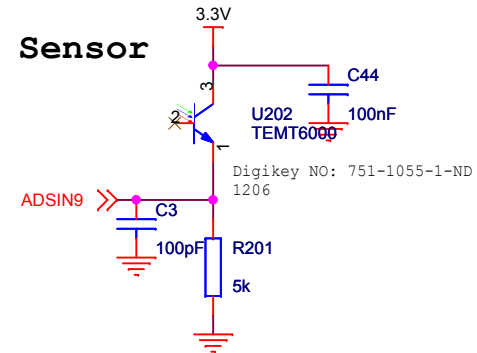 3.3V
Sensor
C44
3
2
U202
100nF
TEMT6000
1
Digikey NO: 751-1055-1-ND
1206
ADSIN9
C3
100pF
R201
5k